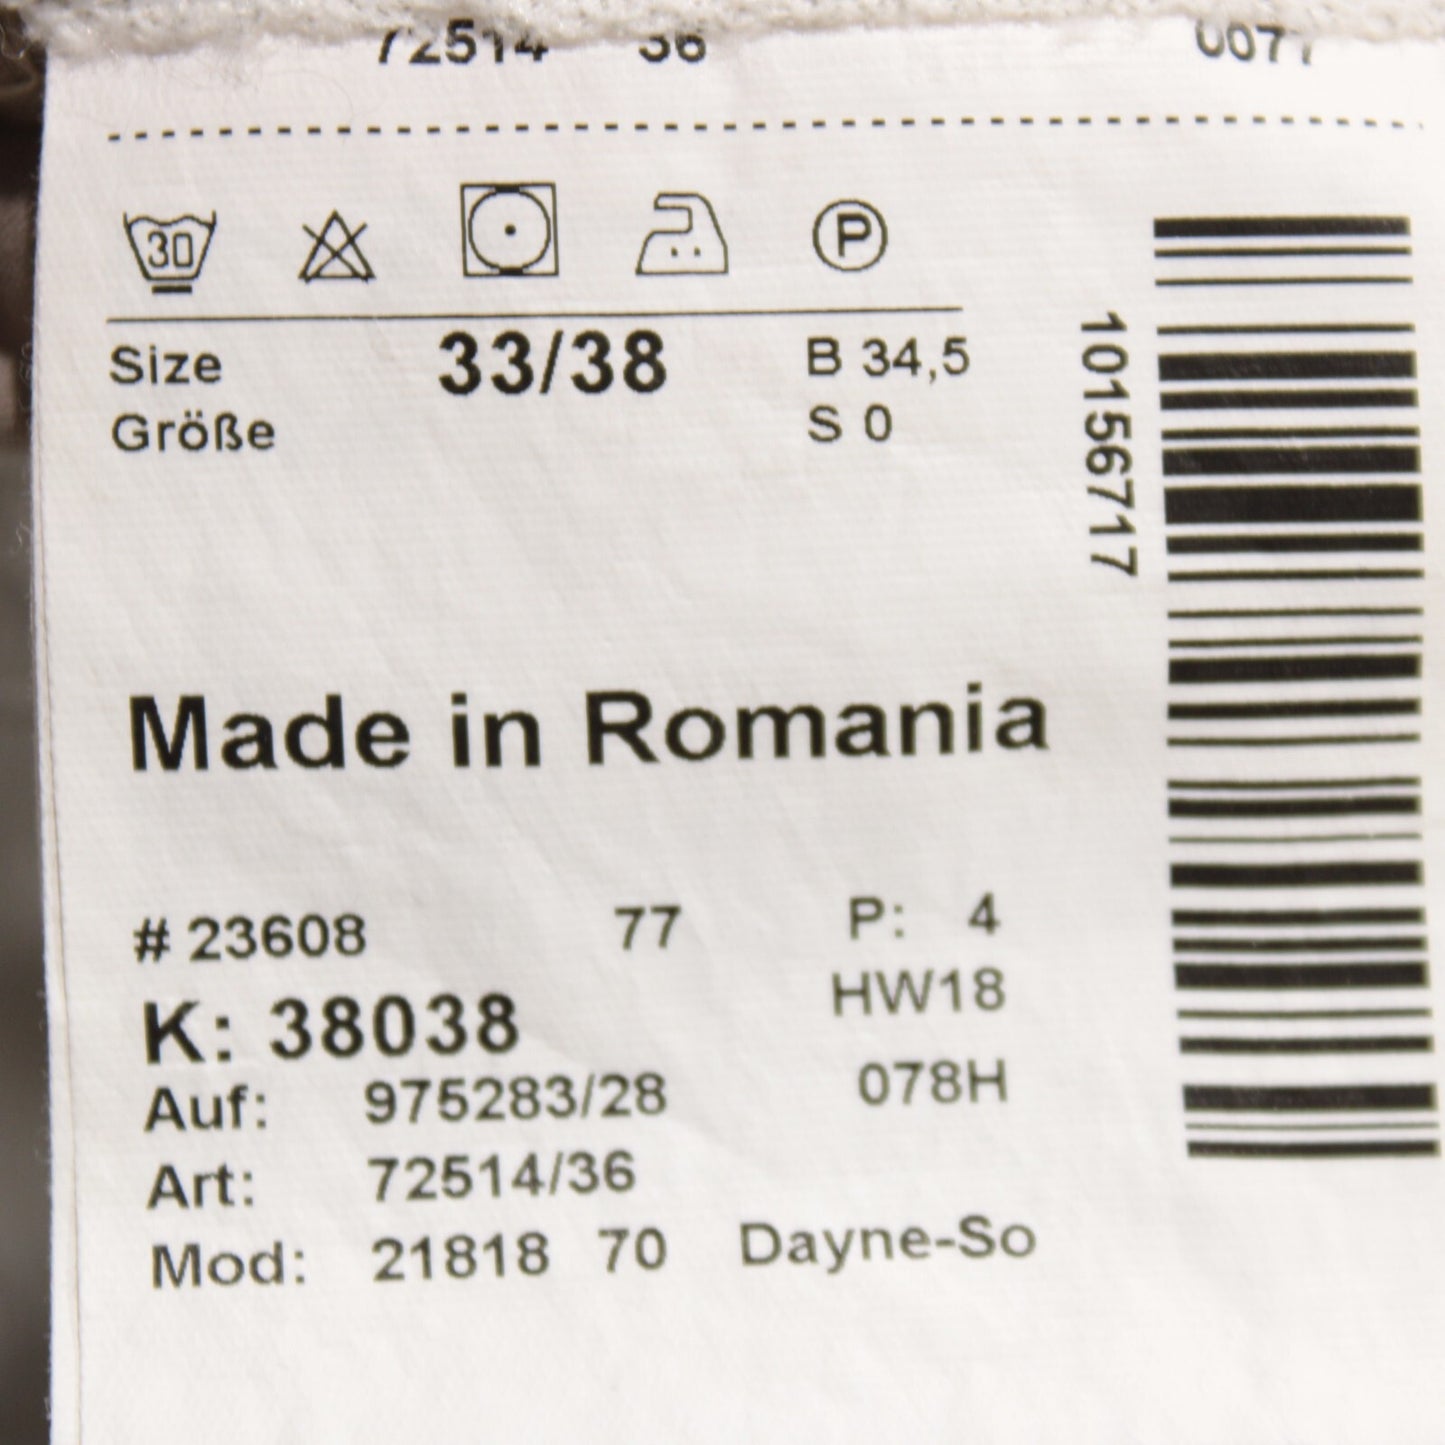 72514 36 0077
30 P
Size 33/38 B 34,5
Größe S 0
10156717
Made in Romania
# 23608 77 P: 4
K: 38038 HW18
Auf: 975283/28 078H
Art: 72514/36
Mod: 21818 70 Dayne-So